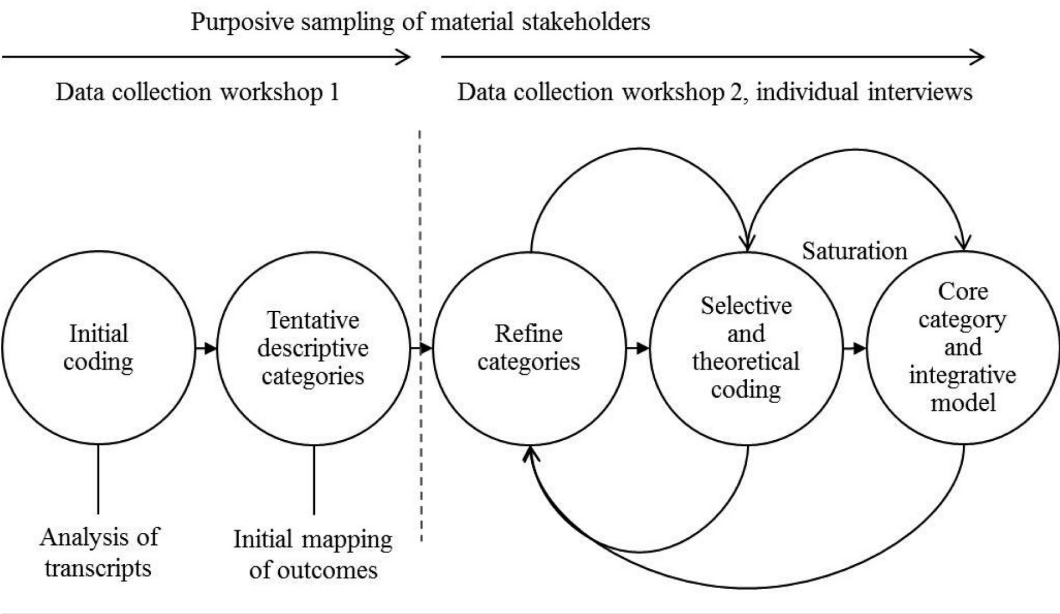 Purposive sampling of material stakeholders
Data collection workshop 1
Data collection workshop 2, individual interviews
Initial
coding
Tentative
descriptive
categories
Refine
categories
Selective
and
theoretical
coding
Saturation
Core
category
and
integrative
model
Analysis of
transcripts
Initial mapping
of outcomes